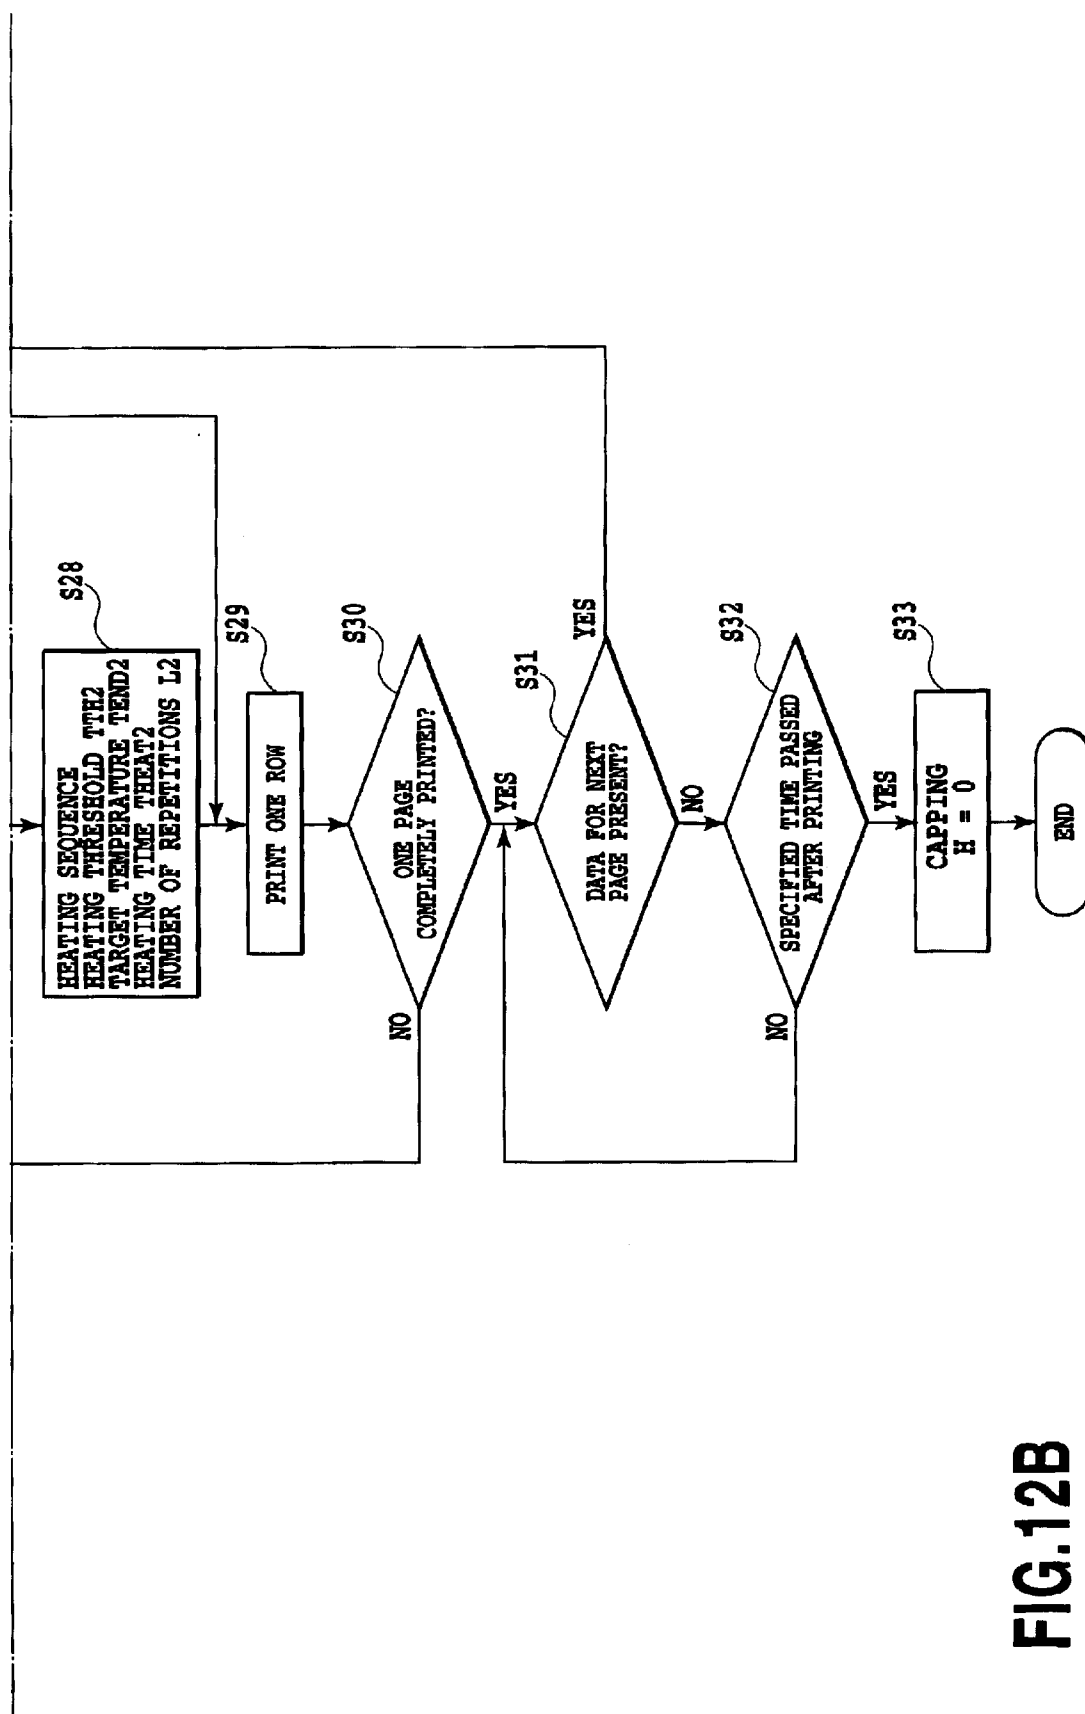 S28
HEATING SEQUENCE
HEATING THRESHOLD TTH2
TARGET TEMPERATURE TEND2
HEATING TIME THEAT2
NUMBER OF REPETITIONS L2
S29
PRINT ONE ROW
S30
ONE PAGE
COMPLETELY PRINTED?
NO
YES
S31
DATA FOR NEXT
PAGE PRESENT?
YES
NO
S32
SPECIFIED TIME PASSED
AFTER PRINTING
NO
YES
S33
CAPPING
H = 0
END
FIG.12B